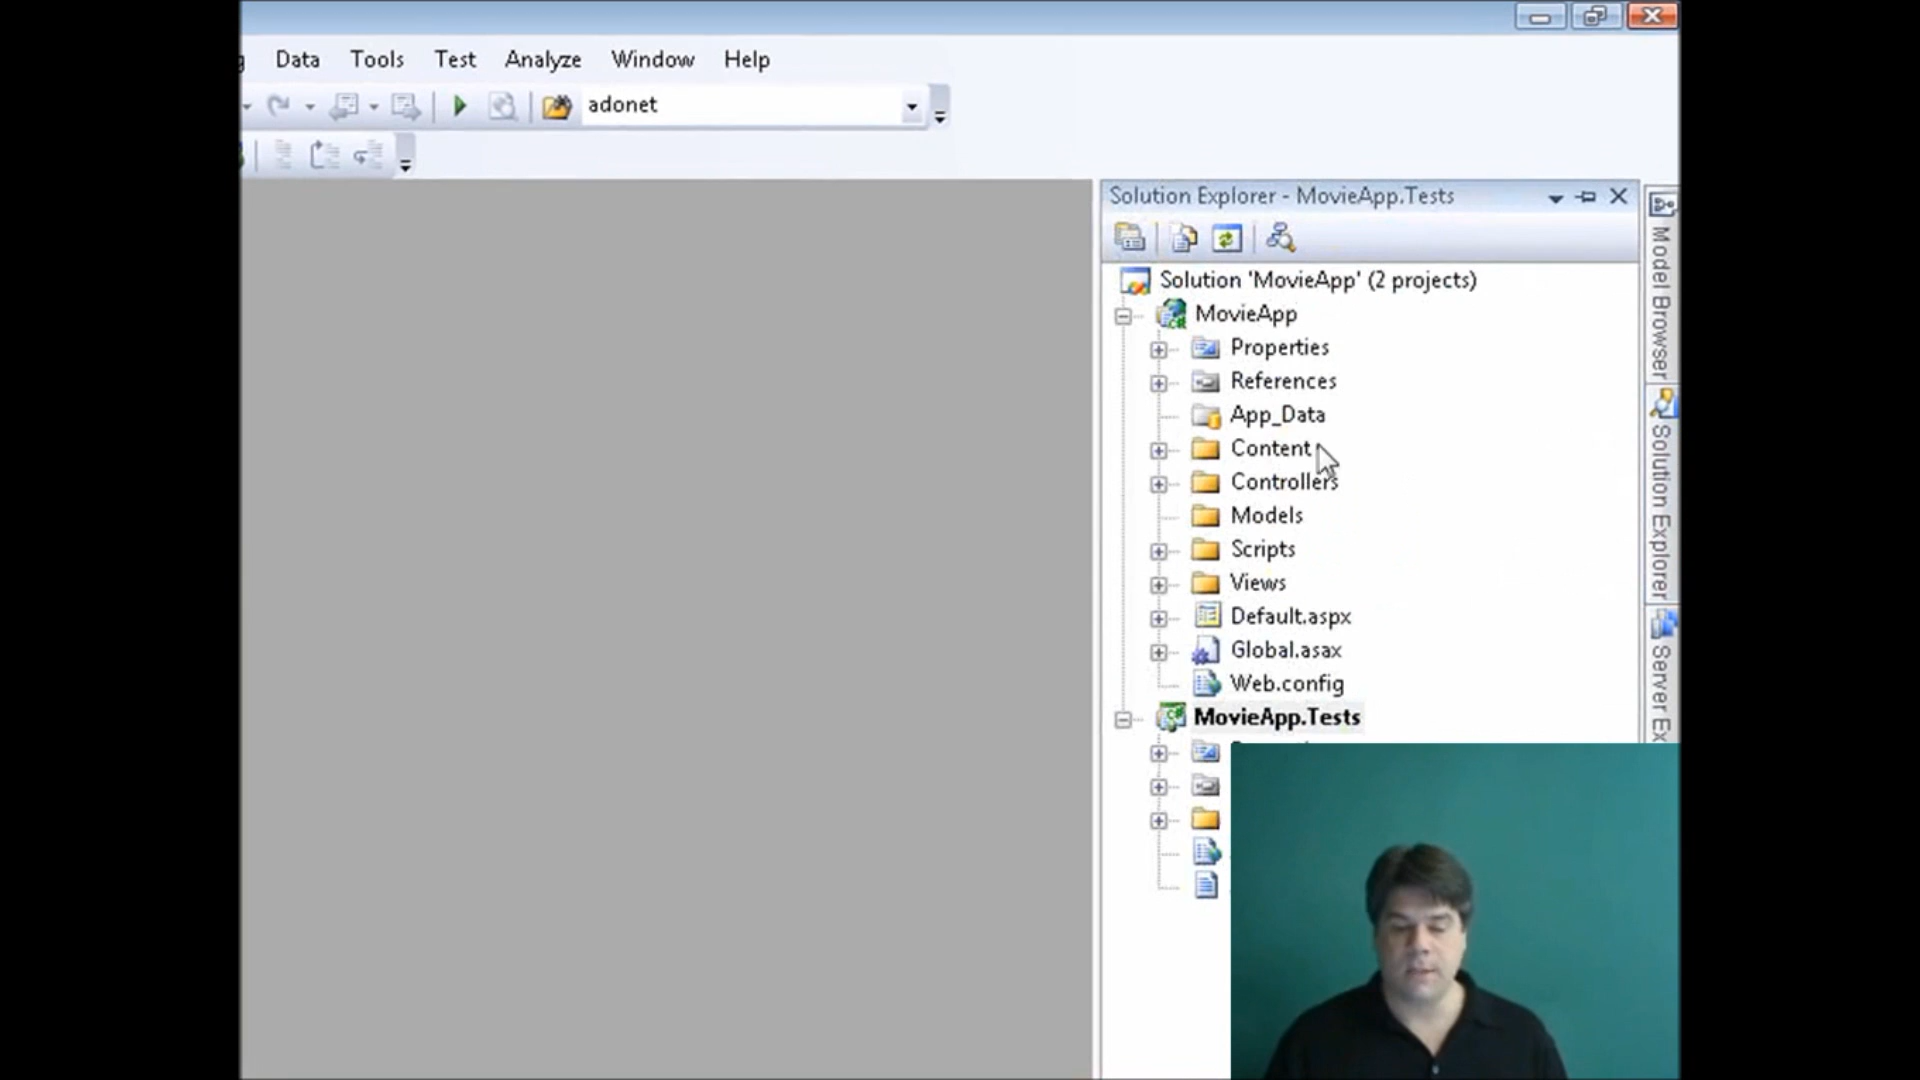 Data Tools Test Analyze Window Help
adonet
Solution Explorer - MovieApp.Tests
Solution 'MovieApp' (2 projects)
MovieApp
Properties
References
App_Data
Content
Controllers
Models
Scripts
Views
Default.aspx
Global.asax
Web.config
MovieApp.Tests
Model Browser
Solution Explorer
Server Ex